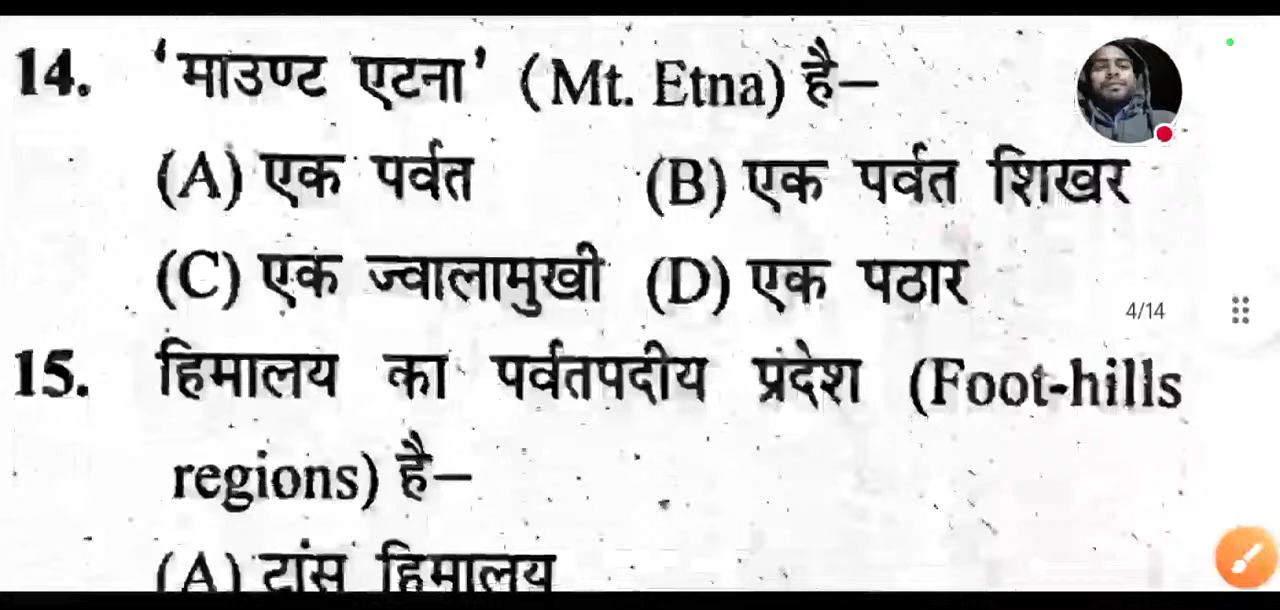 14. ‘माउण्ट एटना’ (Mt. Etna) है–
(A) एक पर्वत (B) एक पर्वत शिखर
(C) एक ज्वालामुखी (D) एक पठार
4/14
15. हिमालय का पर्वतपदीय प्रदेश (Foot-hills
regions) है–
(A) टांस हिमालय